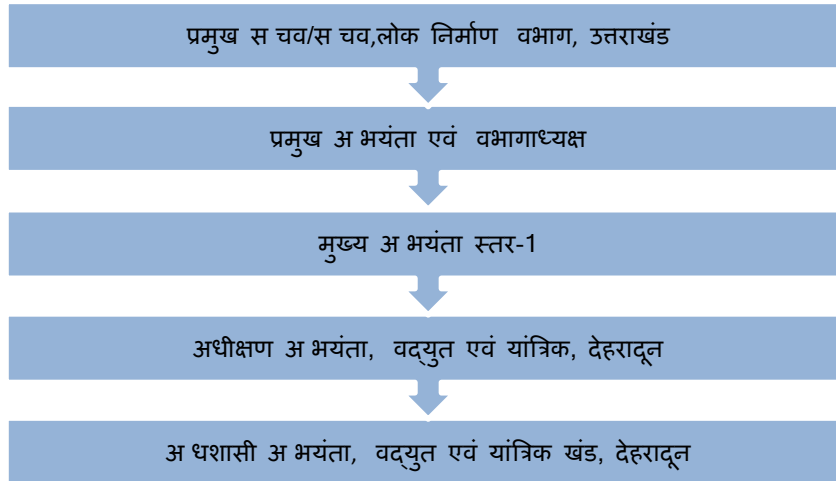 प्रमुख स चव/स चव,लोक निर्माण वभाग, उत्तराखंड
प्रमुख अ भयंता एवं वभागाध्यक्ष
मुख्य अ भयंता स्तर-1
अधीक्षण अ भयंता, वद्युत एवं यांत्रिक, देहरादून
अ धशासी अ भयंता, वद्युत एवं यांत्रिक खंड, देहरादून